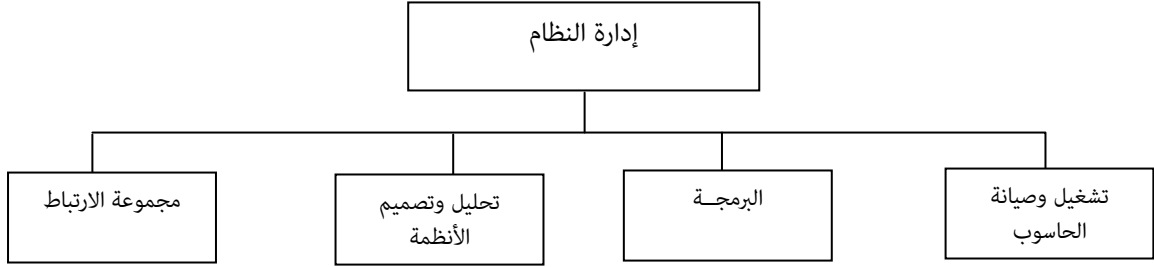 إدارة النظام
تشغيل وصيانة
الحاسوب
البرمجــة
تحليل وتصميم
الأنظمة
مجموعة الارتباط